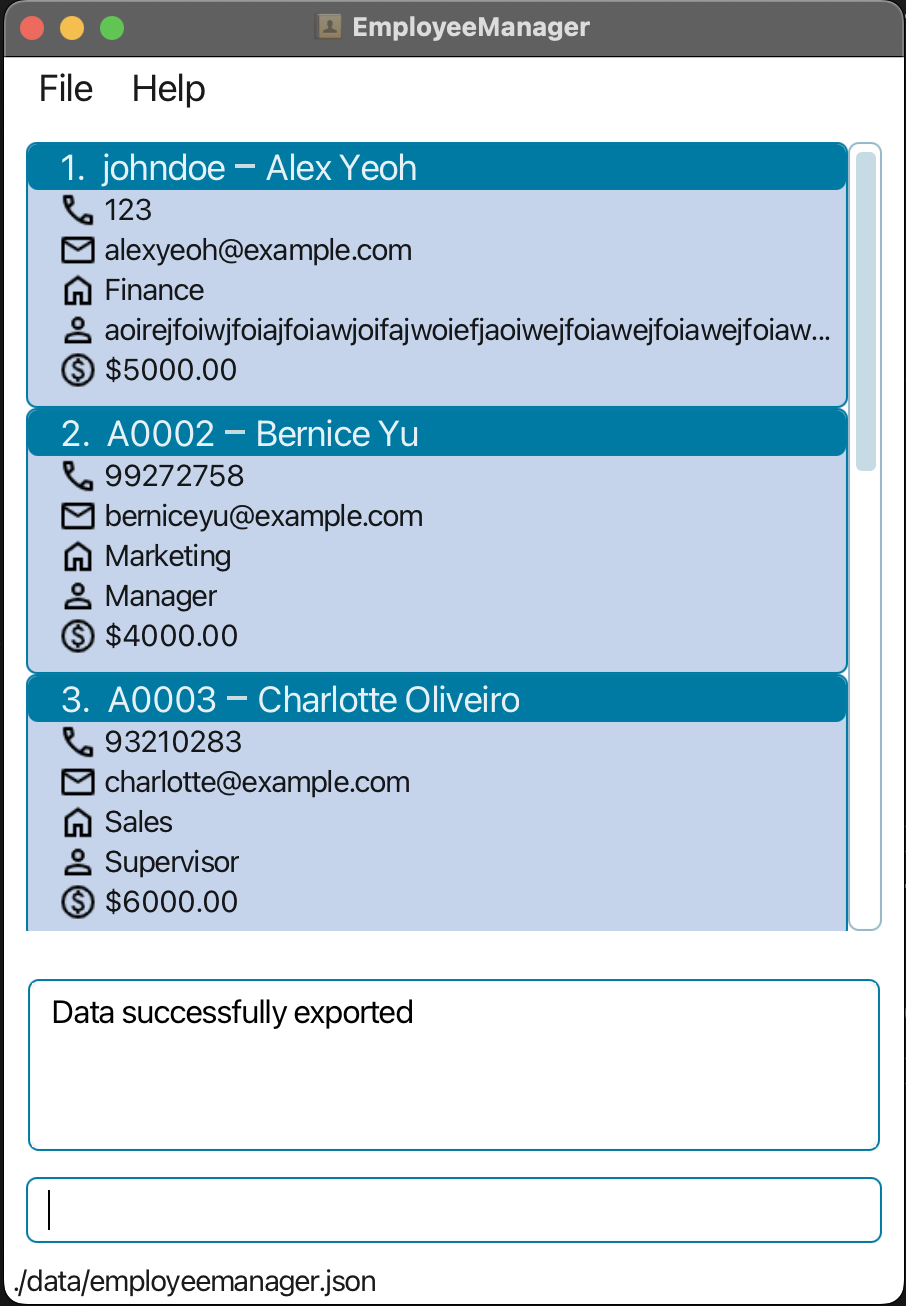 EmployeeManager
File Help
1. johndoe – Alex Yeoh
123
alexyeoh@example.com
Finance
aoirejfoiwjfoiajfoiawjoifajwoiefjaoiwejfoiawejfoiawejfoiaw...
$5000.00
2. A0002 – Bernice Yu
99272758
berniceyu@example.com
Marketing
Manager
$4000.00
3. A0003 – Charlotte Oliveiro
93210283
charlotte@example.com
Sales
Supervisor
$6000.00
Data successfully exported
./data/employeemanager.json